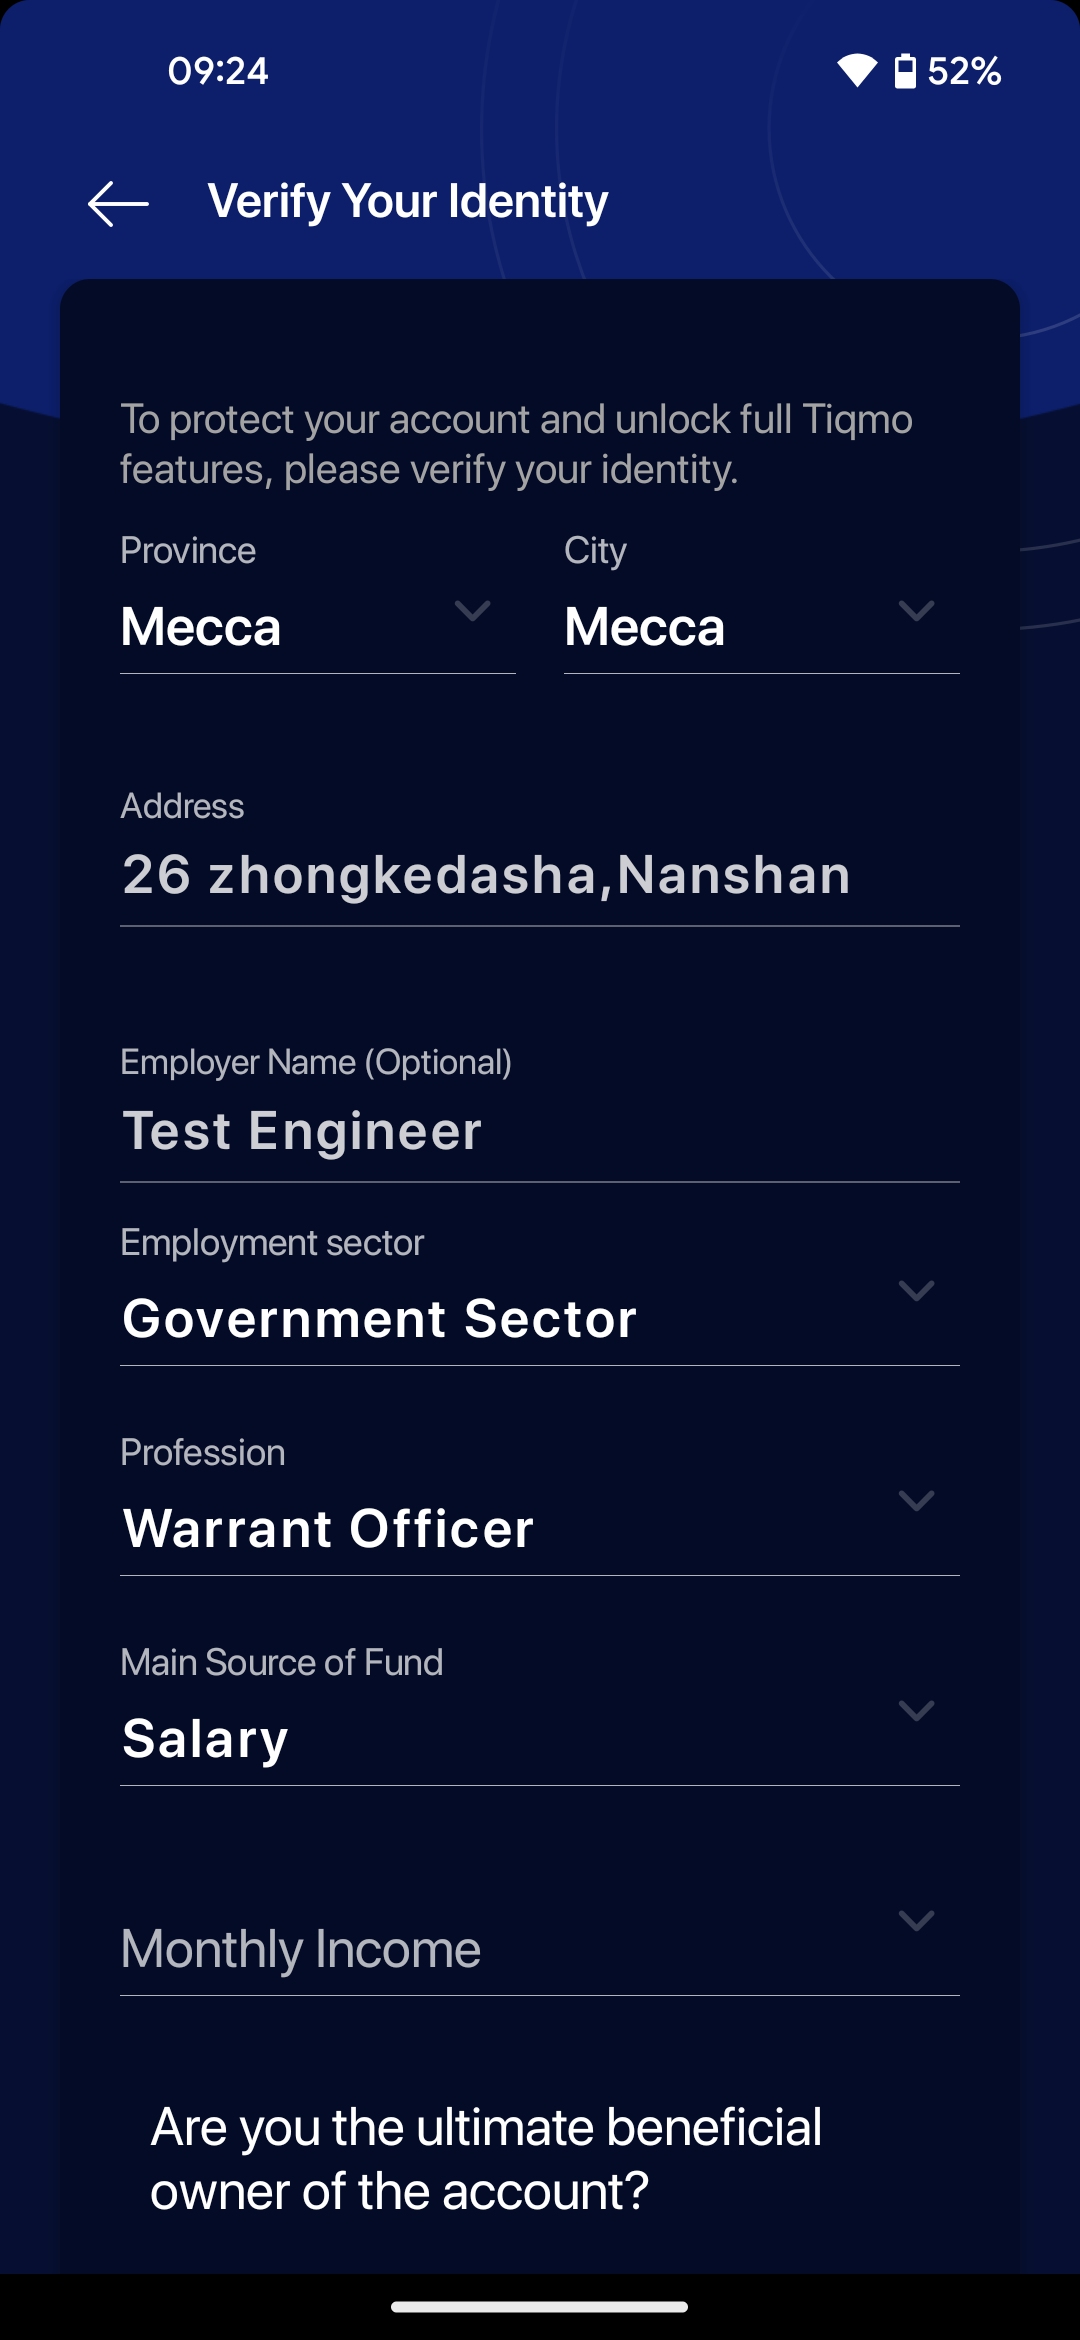 09:24
52%
Verify Your Identity
To protect your account and unlock full Tiqmo
features, please verify your identity.
Province
City
Mecca
Mecca
Address
26 zhongkedasha,Nanshan
Employer Name (Optional)
Test Engineer
Employment sector
Government Sector
Profession
Warrant Officer
Main Source of Fund
Salary
Monthly Income
Are you the ultimate beneficial
owner of the account?